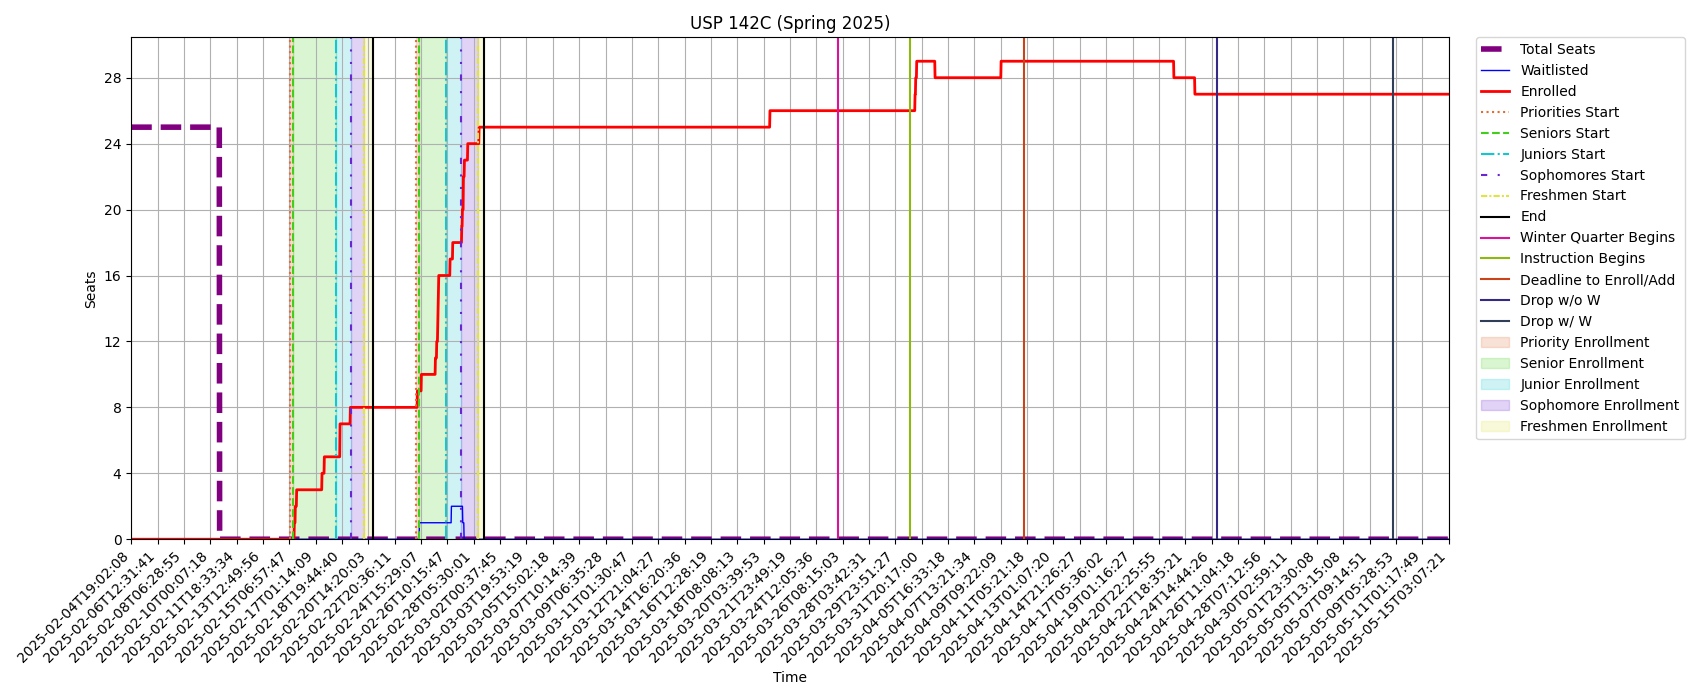 USP 142C (Spring 2025)
Seats
28
24
20
16
12
8
4
0
2025-02-04T19:02:08
2025-02-06T12:31:41
2025-02-08T06:28:55
2025-02-10T00:07:18
2025-02-11T18:33:34
2025-02-13T12:49:56
2025-02-15T06:57:47
2025-02-17T01:14:09
2025-02-18T19:44:40
2025-02-20T14:20:03
2025-02-22T20:36:11
2025-02-24T15:29:07
2025-02-26T10:15:47
2025-02-28T05:30:01
2025-03-02T00:37:45
2025-03-03T19:53:19
2025-03-05T15:02:18
2025-03-07T10:14:39
2025-03-09T06:35:28
2025-03-11T01:30:47
2025-03-12T21:04:27
2025-03-14T16:20:36
2025-03-16T12:28:19
2025-03-18T08:08:13
2025-03-20T03:39:53
2025-03-21T23:49:19
2025-03-24T12:05:36
2025-03-26T08:15:03
2025-03-28T03:42:31
2025-03-29T23:51:27
2025-03-31T20:17:00
2025-04-05T16:33:18
2025-04-07T13:21:34
2025-04-09T09:22:09
2025-04-11T05:21:18
2025-04-13T01:07:20
2025-04-14T21:26:27
2025-04-17T05:36:02
2025-04-19T01:16:27
2025-04-20T22:25:55
2025-04-22T18:35:21
2025-04-24T14:44:26
2025-04-26T11:04:18
2025-04-28T07:12:56
2025-04-30T02:59:11
2025-05-01T23:30:08
2025-05-03T13:15:08
2025-05-07T09:14:51
2025-05-09T05:28:53
2025-05-11T01:17:49
2025-05-15T03:07:21
Time
Total Seats
Waitlisted
Enrolled
Priorities Start
Seniors Start
Juniors Start
Sophomores Start
Freshmen Start
End
Winter Quarter Begins
Instruction Begins
Deadline to Enroll/Add
Drop w/o W
Drop w/ W
Priority Enrollment
Senior Enrollment
Junior Enrollment
Sophomore Enrollment
Freshmen Enrollment